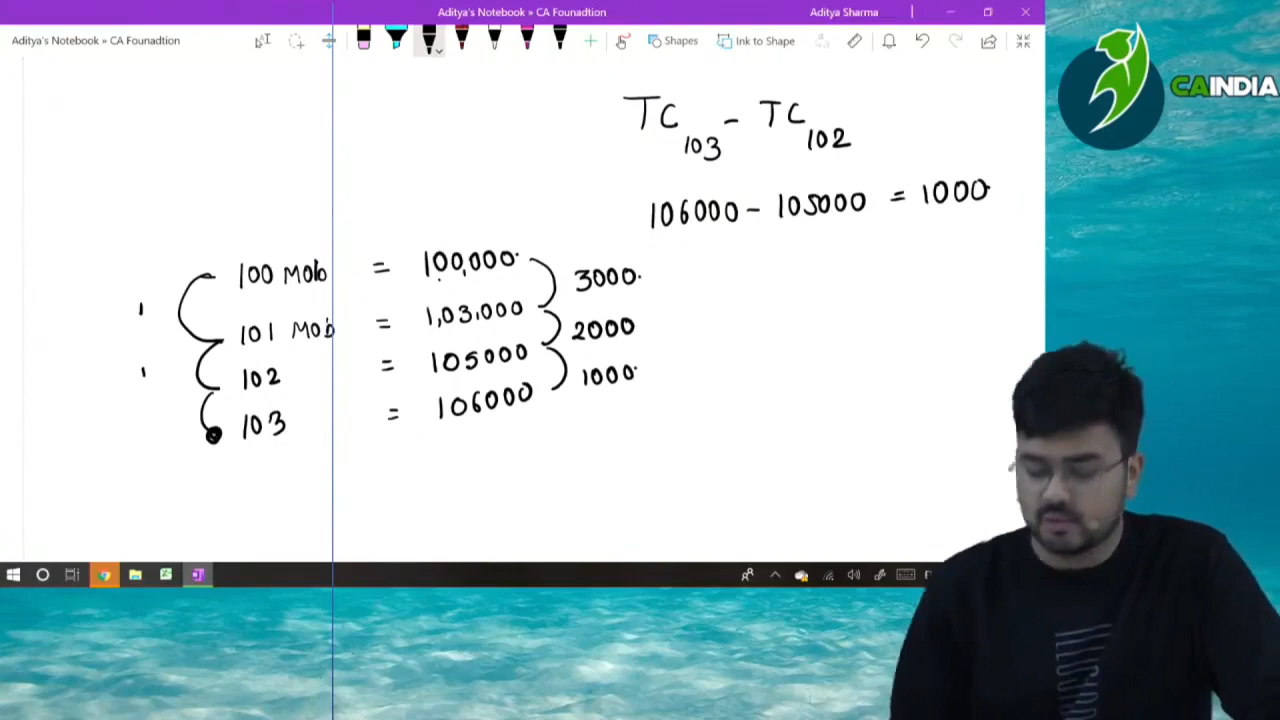 Aditya's Notebook » CA Founadtion
Aditya Sharma
Aditya's Notebook » CA Founadtion
Shapes
Ink to Shape
CAINDIA
TC103 - TC102
106000 - 105000 = 1000
100 Mob = 100,000
3000
101 Mob = 1,03,000
2000
102 = 105000
1000
103 = 106000